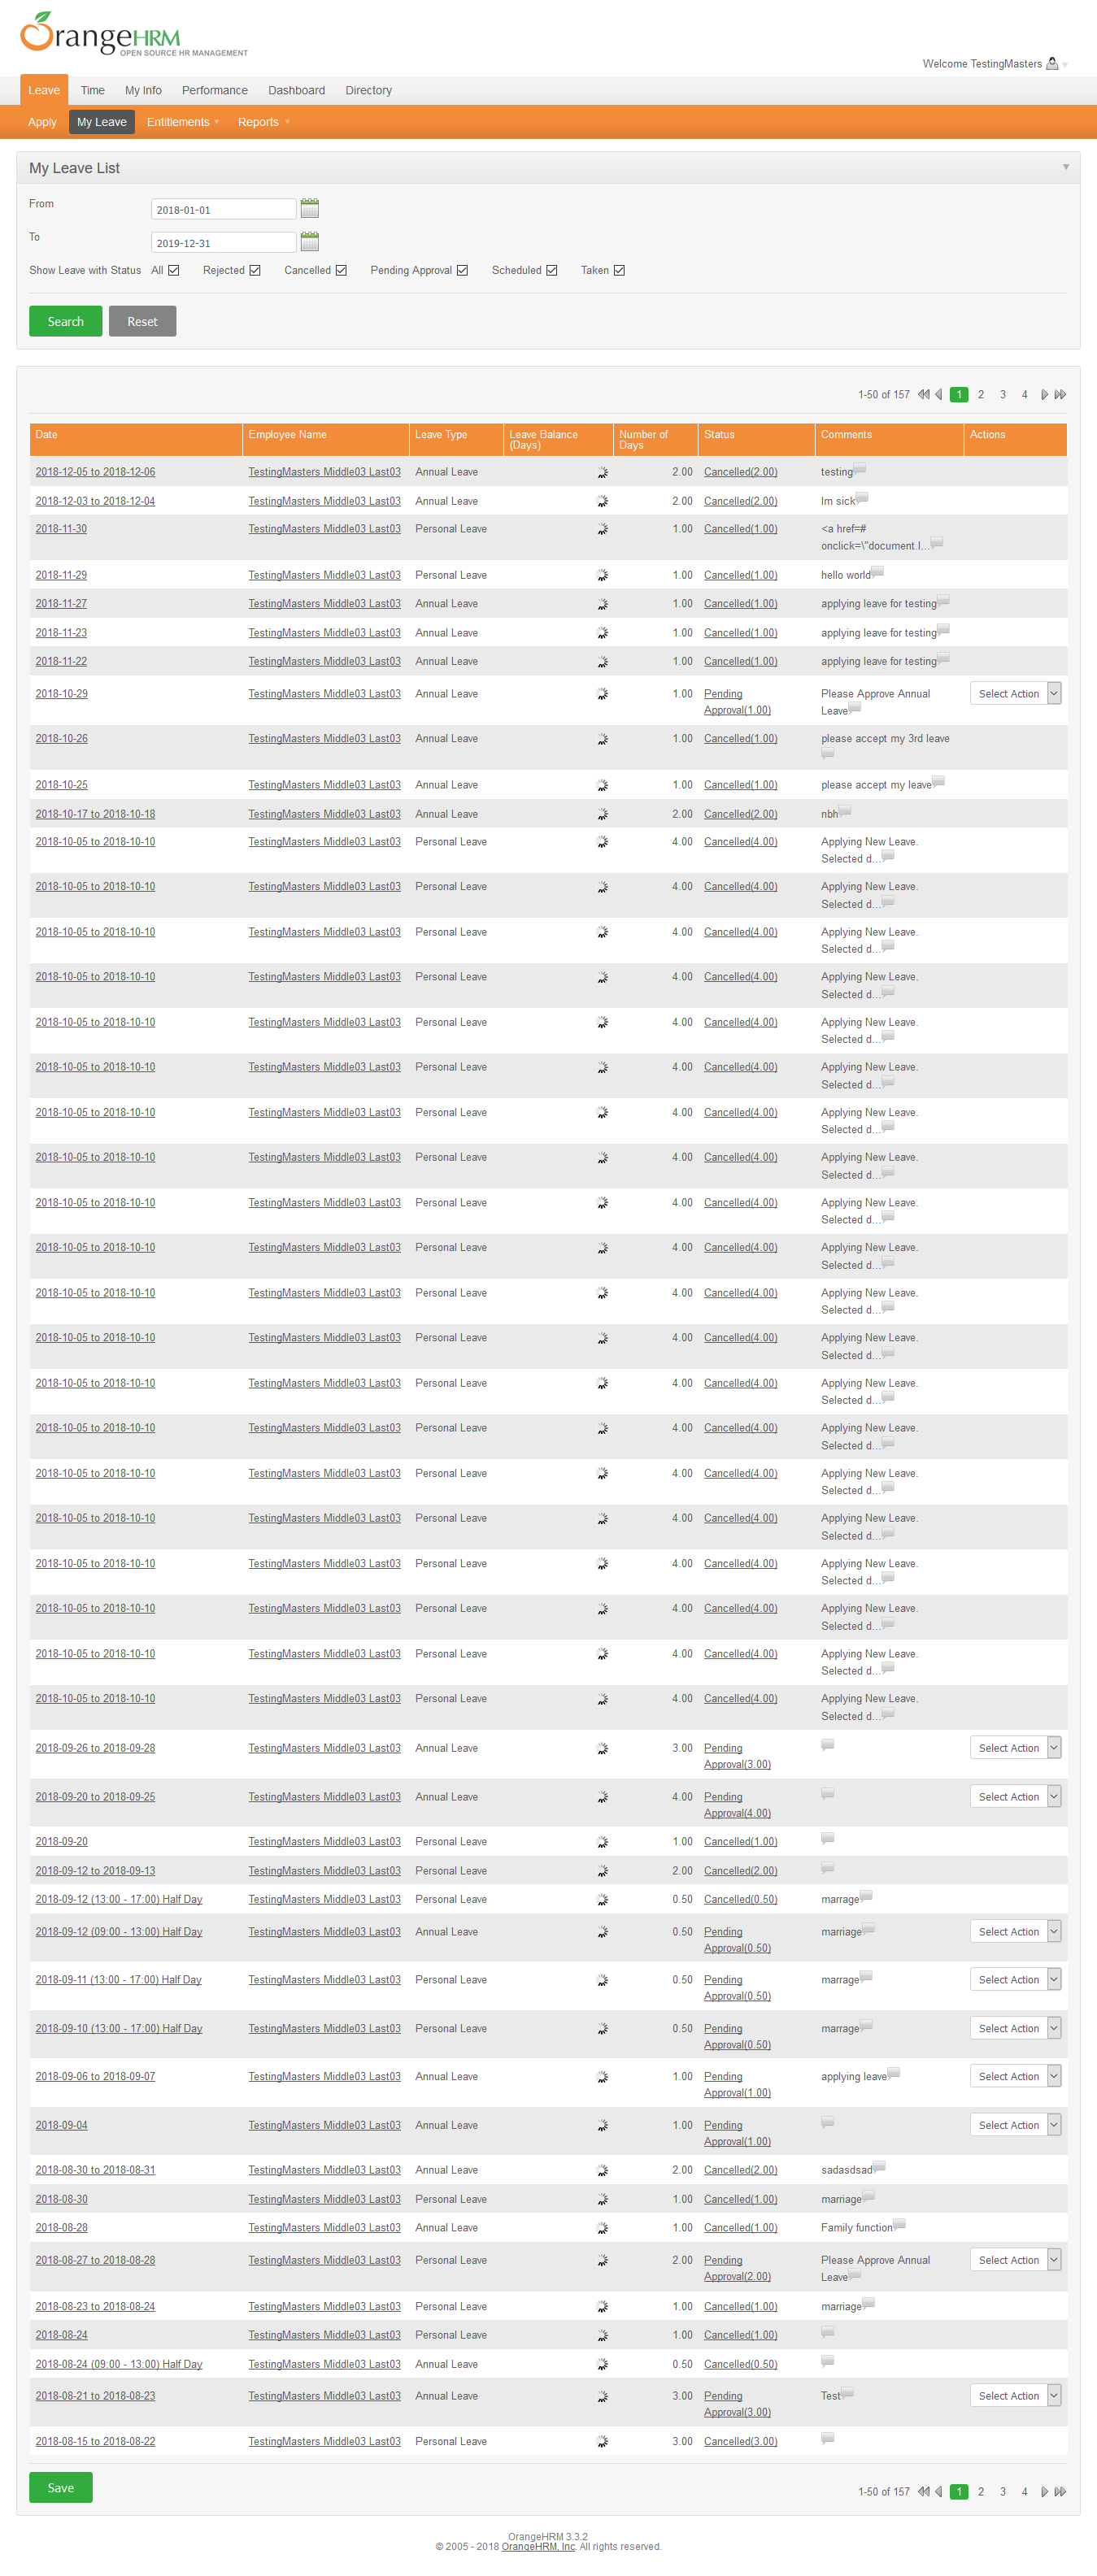 OrangeHRM
OPEN SOURCE HR MANAGEMENT
Welcome TestingMasters
Leave Time My Info Performance Dashboard Directory
Apply My Leave Entitlements Reports
My Leave List
From 2018-01-01
To 2019-12-31
Show Leave with Status All Rejected Cancelled Pending Approval Scheduled Taken
Search Reset
1-50 of 157 1 2 3 4
Date Employee Name Leave Type Leave Balance (Days) Number of Days Status Comments Actions
2018-12-05 to 2018-12-06 TestingMasters Middle03 Last03 Annual Leave 2.00 Cancelled(2.00) testing
2018-12-03 to 2018-12-04 TestingMasters Middle03 Last03 Annual Leave 2.00 Cancelled(2.00) Im sick
2018-11-30 TestingMasters Middle03 Last03 Personal Leave 1.00 Cancelled(1.00) <a href=#
onclick=\"document.l...
2018-11-29 TestingMasters Middle03 Last03 Personal Leave 1.00 Cancelled(1.00) hello world
2018-11-27 TestingMasters Middle03 Last03 Annual Leave 1.00 Cancelled(1.00) applying leave for testing
2018-11-23 TestingMasters Middle03 Last03 Annual Leave 1.00 Cancelled(1.00) applying leave for testing
2018-11-22 TestingMasters Middle03 Last03 Annual Leave 1.00 Cancelled(1.00) applying leave for testing
2018-10-29 TestingMasters Middle03 Last03 Annual Leave 1.00 Pending Please Approve Annual Select Action
Approval(1.00) Leave
2018-10-26 TestingMasters Middle03 Last03 Annual Leave 1.00 Cancelled(1.00) please accept my 3rd leave
2018-10-25 TestingMasters Middle03 Last03 Annual Leave 1.00 Cancelled(1.00) please accept my leave
2018-10-17 to 2018-10-18 TestingMasters Middle03 Last03 Annual Leave 2.00 Cancelled(2.00) nbh
2018-10-05 to 2018-10-10 TestingMasters Middle03 Last03 Personal Leave 4.00 Cancelled(4.00) Applying New Leave.
Selected d...
2018-10-05 to 2018-10-10 TestingMasters Middle03 Last03 Personal Leave 4.00 Cancelled(4.00) Applying New Leave.
Selected d...
2018-10-05 to 2018-10-10 TestingMasters Middle03 Last03 Personal Leave 4.00 Cancelled(4.00) Applying New Leave.
Selected d...
2018-10-05 to 2018-10-10 TestingMasters Middle03 Last03 Personal Leave 4.00 Cancelled(4.00) Applying New Leave.
Selected d...
2018-10-05 to 2018-10-10 TestingMasters Middle03 Last03 Personal Leave 4.00 Cancelled(4.00) Applying New Leave.
Selected d...
2018-10-05 to 2018-10-10 TestingMasters Middle03 Last03 Personal Leave 4.00 Cancelled(4.00) Applying New Leave.
Selected d...
2018-10-05 to 2018-10-10 TestingMasters Middle03 Last03 Personal Leave 4.00 Cancelled(4.00) Applying New Leave.
Selected d...
2018-10-05 to 2018-10-10 TestingMasters Middle03 Last03 Personal Leave 4.00 Cancelled(4.00) Applying New Leave.
Selected d...
2018-10-05 to 2018-10-10 TestingMasters Middle03 Last03 Personal Leave 4.00 Cancelled(4.00) Applying New Leave.
Selected d...
2018-10-05 to 2018-10-10 TestingMasters Middle03 Last03 Personal Leave 4.00 Cancelled(4.00) Applying New Leave.
Selected d...
2018-10-05 to 2018-10-10 TestingMasters Middle03 Last03 Personal Leave 4.00 Cancelled(4.00) Applying New Leave.
Selected d...
2018-10-05 to 2018-10-10 TestingMasters Middle03 Last03 Personal Leave 4.00 Cancelled(4.00) Applying New Leave.
Selected d...
2018-10-05 to 2018-10-10 TestingMasters Middle03 Last03 Personal Leave 4.00 Cancelled(4.00) Applying New Leave.
Selected d...
2018-10-05 to 2018-10-10 TestingMasters Middle03 Last03 Personal Leave 4.00 Cancelled(4.00) Applying New Leave.
Selected d...
2018-10-05 to 2018-10-10 TestingMasters Middle03 Last03 Personal Leave 4.00 Cancelled(4.00) Applying New Leave.
Selected d...
2018-10-05 to 2018-10-10 TestingMasters Middle03 Last03 Personal Leave 4.00 Cancelled(4.00) Applying New Leave.
Selected d...
2018-10-05 to 2018-10-10 TestingMasters Middle03 Last03 Personal Leave 4.00 Cancelled(4.00) Applying New Leave.
Selected d...
2018-10-05 to 2018-10-10 TestingMasters Middle03 Last03 Personal Leave 4.00 Cancelled(4.00) Applying New Leave.
Selected d...
2018-10-05 to 2018-10-10 TestingMasters Middle03 Last03 Personal Leave 4.00 Cancelled(4.00) Applying New Leave.
Selected d...
2018-10-05 to 2018-10-10 TestingMasters Middle03 Last03 Personal Leave 4.00 Cancelled(4.00) Applying New Leave.
Selected d...
2018-09-26 to 2018-09-28 TestingMasters Middle03 Last03 Annual Leave 3.00 Pending Select Action
Approval(3.00)
2018-09-20 to 2018-09-25 TestingMasters Middle03 Last03 Annual Leave 4.00 Pending Select Action
Approval(4.00)
2018-09-20 TestingMasters Middle03 Last03 Personal Leave 1.00 Cancelled(1.00)
2018-09-12 to 2018-09-13 TestingMasters Middle03 Last03 Personal Leave 2.00 Cancelled(2.00)
2018-09-12 (13:00 - 17:00) Half Day TestingMasters Middle03 Last03 Personal Leave 0.50 Cancelled(0.50) marrage
2018-09-12 (09:00 - 13:00) Half Day TestingMasters Middle03 Last03 Annual Leave 0.50 Pending marriage Select Action
Approval(0.50)
2018-09-11 (13:00 - 17:00) Half Day TestingMasters Middle03 Last03 Personal Leave 0.50 Pending marrage Select Action
Approval(0.50)
2018-09-10 (13:00 - 17:00) Half Day TestingMasters Middle03 Last03 Personal Leave 0.50 Pending marrage Select Action
Approval(0.50)
2018-09-06 to 2018-09-07 TestingMasters Middle03 Last03 Annual Leave 1.00 Pending applying leave Select Action
Approval(1.00)
2018-09-04 TestingMasters Middle03 Last03 Annual Leave 1.00 Pending Select Action
Approval(1.00)
2018-08-30 to 2018-08-31 TestingMasters Middle03 Last03 Annual Leave 2.00 Cancelled(2.00) sadasdsad
2018-08-30 TestingMasters Middle03 Last03 Personal Leave 1.00 Cancelled(1.00) marriage
2018-08-28 TestingMasters Middle03 Last03 Annual Leave 1.00 Cancelled(1.00) Family function
2018-08-27 to 2018-08-28 TestingMasters Middle03 Last03 Personal Leave 2.00 Pending Please Approve Annual Select Action
Approval(2.00) Leave
2018-08-23 to 2018-08-24 TestingMasters Middle03 Last03 Personal Leave 1.00 Cancelled(1.00) marriage
2018-08-24 TestingMasters Middle03 Last03 Personal Leave 1.00 Cancelled(1.00)
2018-08-24 (09:00 - 13:00) Half Day TestingMasters Middle03 Last03 Annual Leave 0.50 Cancelled(0.50)
2018-08-21 to 2018-08-23 TestingMasters Middle03 Last03 Annual Leave 3.00 Pending Test Select Action
Approval(3.00)
2018-08-15 to 2018-08-22 TestingMasters Middle03 Last03 Personal Leave 3.00 Cancelled(3.00)
Save 1-50 of 157 1 2 3 4
OrangeHRM 3.3.2
© 2005 - 2018 OrangeHRM, Inc. All rights reserved.